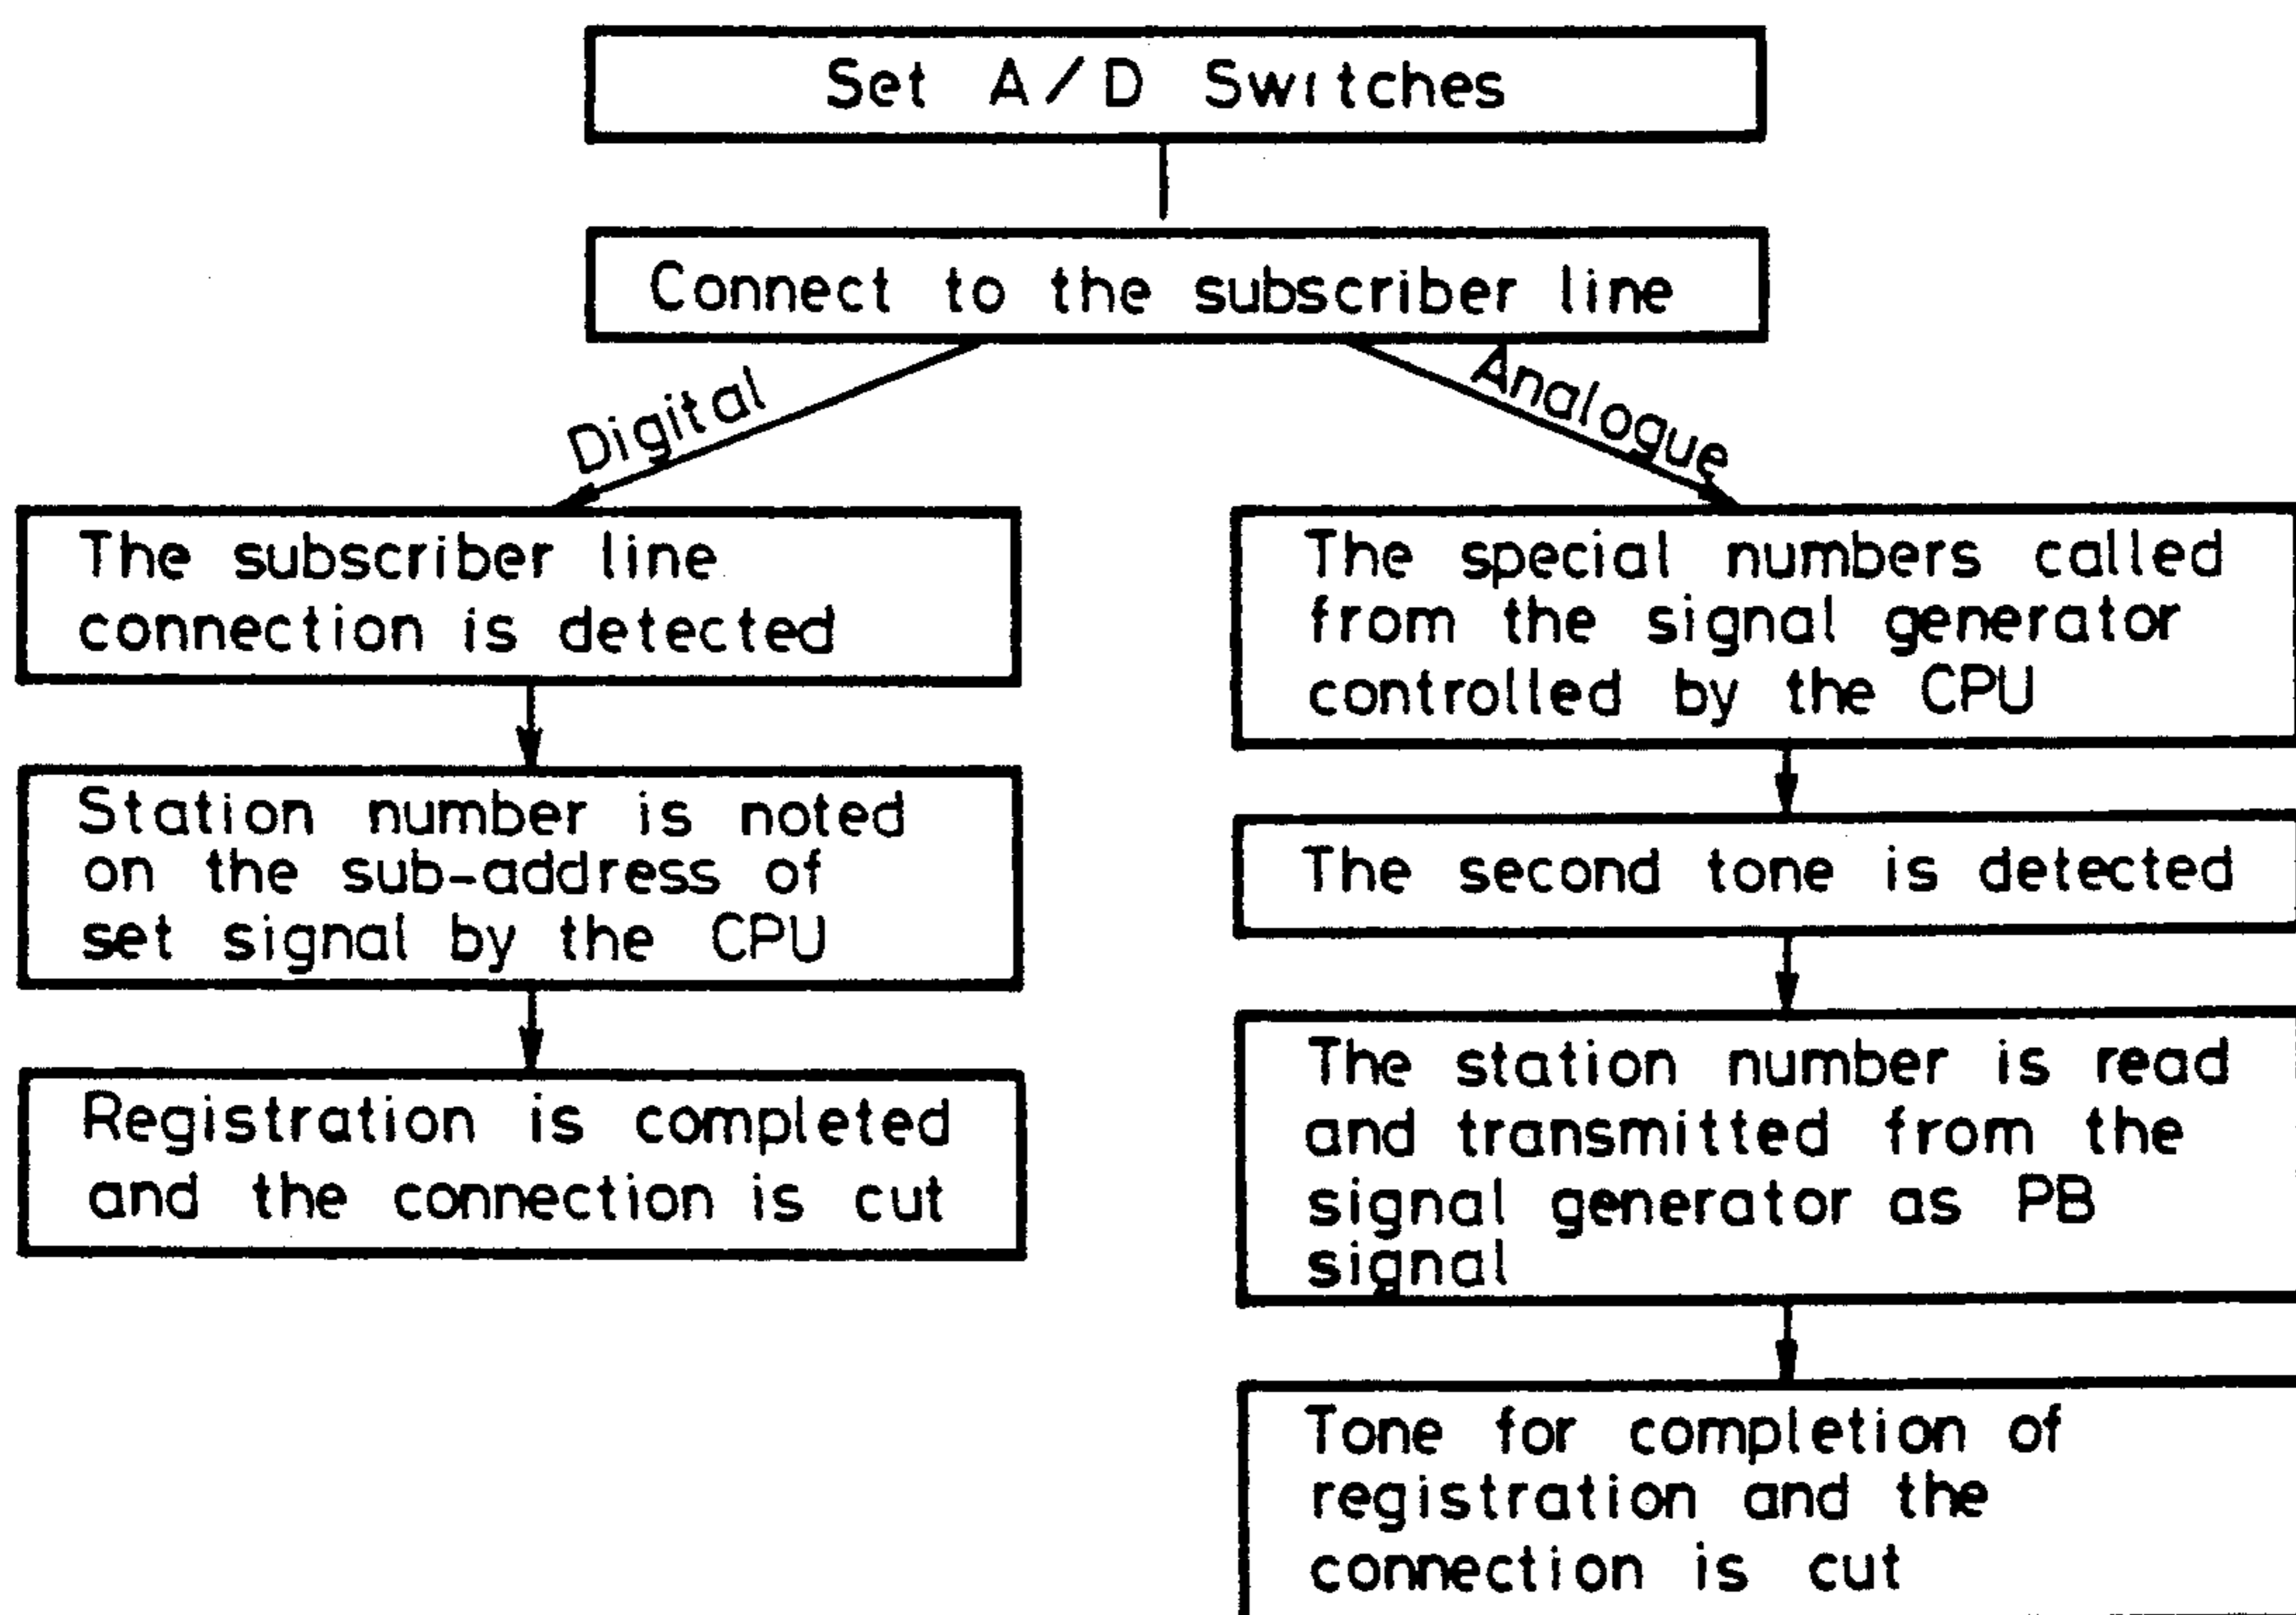 Set A/D Switches
Connect to the subscriber line
Digital
Analogue
The subscriber line
connection is detected
Station number is noted
on the sub-address of
set signal by the CPU
Registration is completed
and the connection is cut
The special numbers called
from the signal generator
controlled by the CPU
The second tone is detected
The station number is read
and transmitted from the
signal generator as PB
signal
Tone for completion of
registration and the
connection is cut